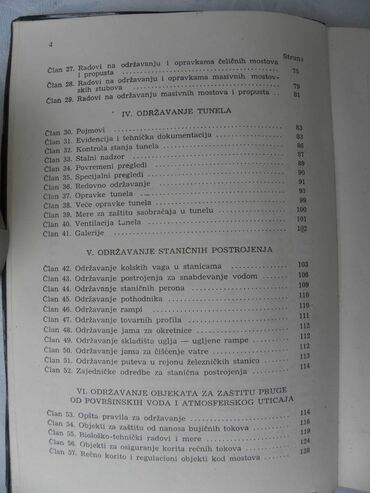 4
Strana
Član 27. Radovi na održavanju i opravkama čeličnih mostova
i propusta 75
Član 28. Radovi na održavanju i opravkama masivnih mostov-
skih stubova 79
Član 29. Radovi na održavanju masivnih mostova i propusta 81
IV. ODRŽAVANJE TUNELA
Član 30. Pojmovi 83
Član 31. Evidencija i tehnička dokumentacija 83
Član 32. Kontrola stanja tunela 86
Član 33. Stalni nadzor 87
Član 34. Povremeni pregledi 89
Član 35. Specijalni pregledi 90
Član 36. Redovno održavanje 91
Član 37. Opravke tunela 93
Član 38. Veće opravke tunela 99
Član 39. Mere za zaštitu saobraćaja u tunelu 100
Član 40. Ventilacija tunela 101
Član 41. Galerije 102
V. ODRŽAVANJE STANIČNIH POSTROJENJA
Član 42. Održavanje kolskih vaga u stanicama 103
Član 43. Održavanje postrojenja za snabdevanje vodom 106
Član 44. Održavanje staničnih perona 108
Član 45. Održavanje pothodnika 109
Član 46. Održavanje rampi 110
Član 47. Održavanje tovarnih profila 111
Član 48. Održavanje jama za okretnice 112
Član 49. Održavanje skladišta uglja — ugljene rampe 111
Član 50. Održavanje jama za čišćenje vatre 112
Član 51. Održavanje puteva u rejonu železničkih stanica 111
Član 52. Zajedničke odredbe za stanična postrojenja 112
VI. ODRŽAVANJE OBJEKATA ZA ZAŠTITU PRUGE
OD POVRŠINSKIH VODA I ATMOSFERSKOG UTICAJA
Član 53. Opšta pravila za održavanje 114
Član 54. Objekti za zaštitu od nanosa bujičnih tokova 114
Član 55. Biološko-tehnički radovi i mere 119
Član 56. Objekti za osiguranje korita rečnih tokova 124
Član 57. Rečno korito i regulacioni objekti kod mostova 128